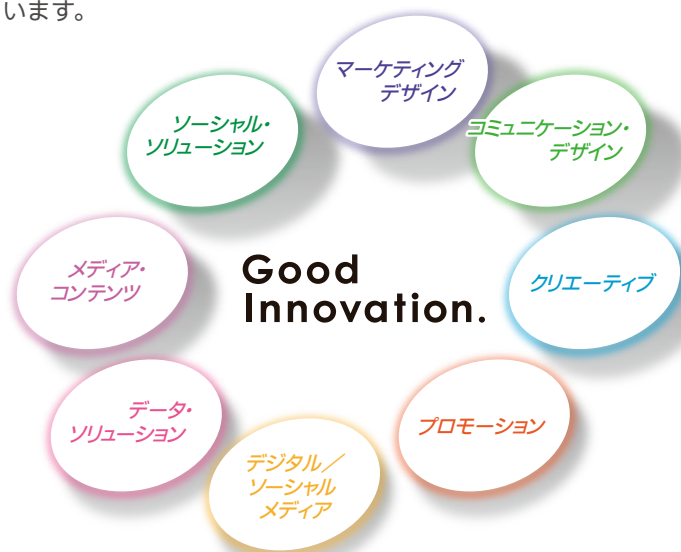 います。
マーケティング
デザイン
コミュニケーション・
デザイン
クリエーティブ
プロモーション
デジタル／
ソーシャル
メディア
データ・
ソリューション
メディア・
コンテンツ
ソーシャル・
ソリューション
Good
Innovation.